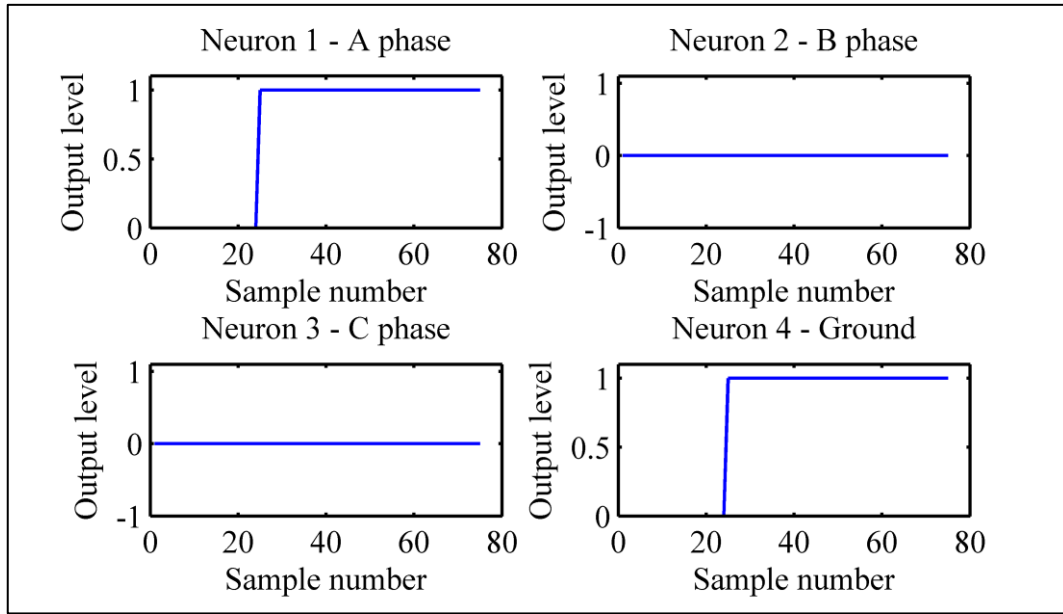 Neuron 1 - A phase
Output level
1
0.5
0
0 20 40 60 80
Sample number
Neuron 2 - B phase
Output level
1
0
-1
0 20 40 60 80
Sample number
Neuron 3 - C phase
Output level
1
0
-1
0 20 40 60 80
Sample number
Neuron 4 - Ground
Output level
1
0.5
0
0 20 40 60 80
Sample number